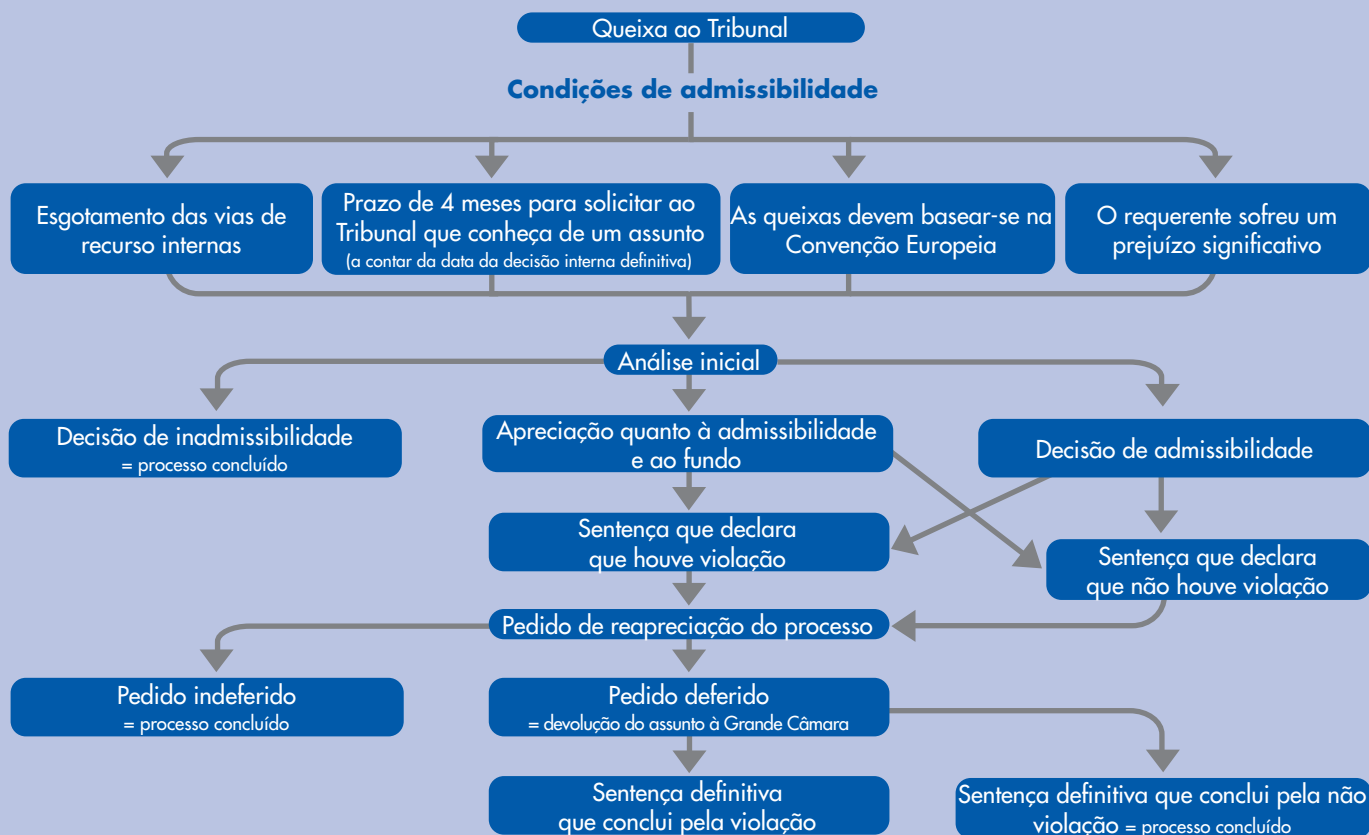 Queixa ao Tribunal
Condições de admissibilidade
Esgotamento das vias de
recurso internas
Prazo de 4 meses para solicitar ao
Tribunal que conheça de um assunto
(a contar da data da decisão interna definitiva)
As queixas devem basear-se na
Convenção Europeia
O requerente sofreu um
prejuízo significativo
Análise inicial
Decisão de inadmissibilidade
= processo concluído
Apreciação quanto à admissibilidade
e ao fundo
Decisão de admissibilidade
Sentença que declara
que houve violação
Sentença que declara
que não houve violação
Pedido de reapreciação do processo
Pedido indeferido
= processo concluído
Pedido deferido
= devolução do assunto à Grande Câmara
Sentença definitiva
que conclui pela violação
Sentença definitiva que conclui pela não
violação = processo concluído